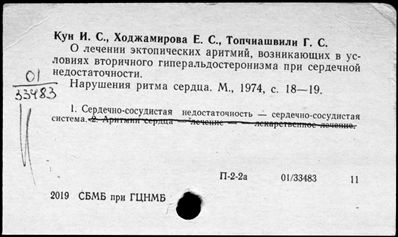 Кун И. С., Ходжамирова Е. С., Топчиашвили Г. С.
О лечении эктопических аритмий, возникающих в ус-
ловиях вторичного гиперальдостеронизма при сердечной
недостаточности.
01
33483
Нарушения ритма сердца. М., 1974, с. 18—19.
1. Сердечно-сосудистая недостаточность — сердечно-сосудистая
система. 2. Аритмии сердца — лечение — — лекарственное лечение.
П-2-2а 01/33483 11
2019 СБМБ при ГЦНМБ